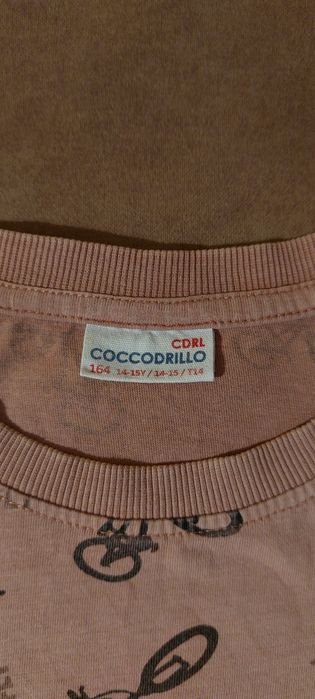 CDRL
COCCODRILLO
164 14-15Y / 14-15 / T14